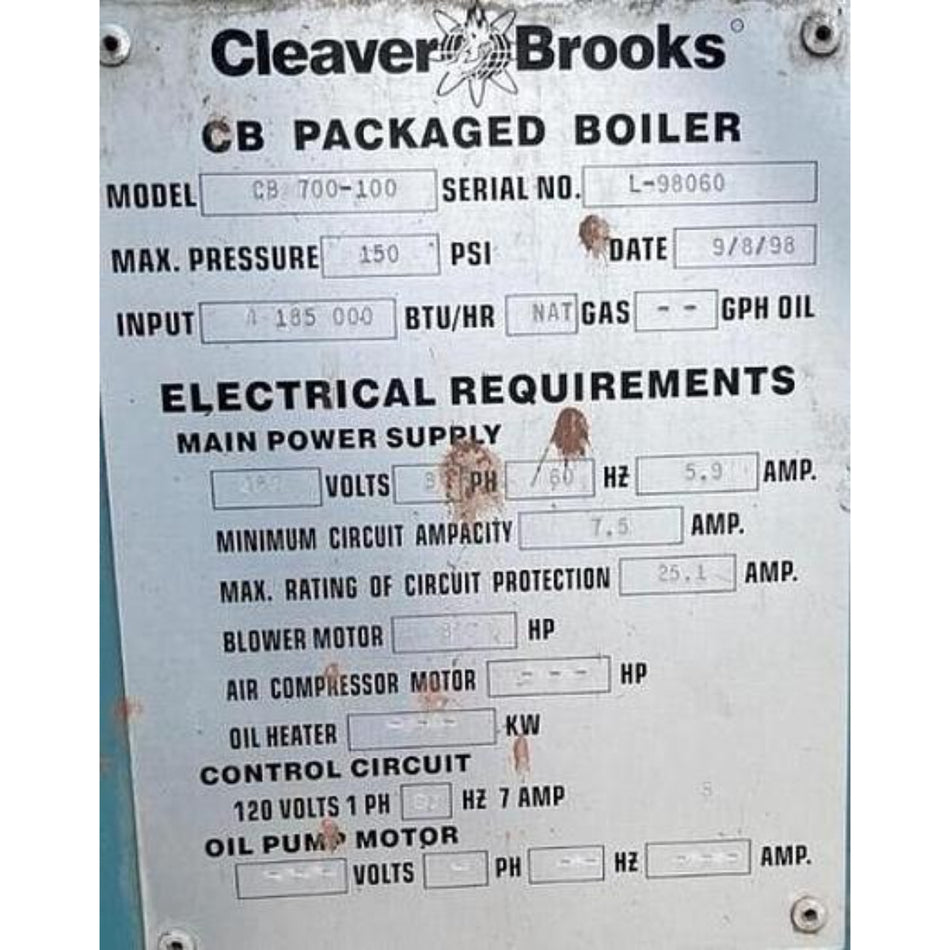 Cleaver Brooks
CB PACKAGED BOILER
MODEL CB 700-100 SERIAL NO. L-98060
MAX. PRESSURE 150 PSI DATE 9/8/98
INPUT 4 185 000 BTU/HR NAT GAS -- GPH OIL
ELECTRICAL REQUIREMENTS
MAIN POWER SUPPLY
VOLTS 3 PH 60 HZ 5.9 AMP.
MINIMUM CIRCUIT AMPACITY 7.5 AMP.
MAX. RATING OF CIRCUIT PROTECTION 25.1 AMP.
BLOWER MOTOR HP
AIR COMPRESSOR MOTOR --- HP
OIL HEATER --- KW
CONTROL CIRCUIT
120 VOLTS 1 PH HZ 7 AMP
OIL PUMP MOTOR
--- VOLTS - PH -- HZ --- AMP.